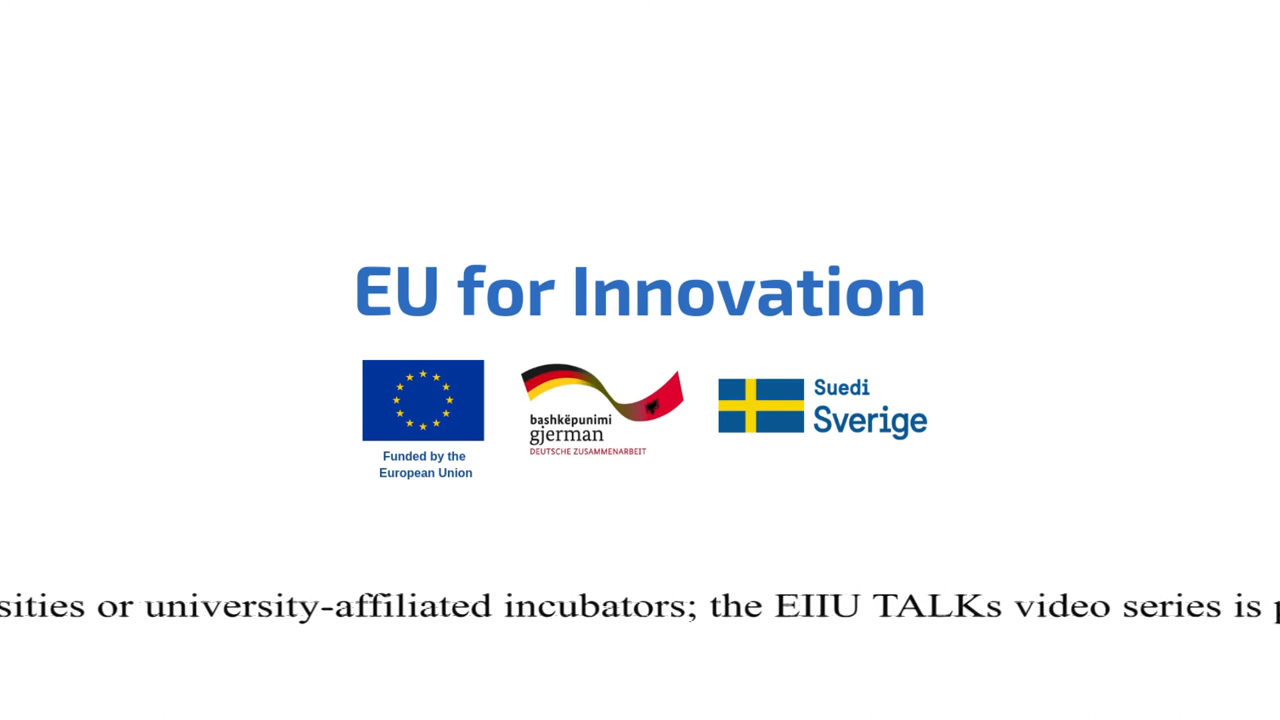 EU for Innovation
Funded by the
European Union
bashkëpunimi
gjerman
DEUTSCHE ZUSAMMENARBEIT
Suedi
Sverige
or university-affiliated incubators; the EIIU TALKs video series is